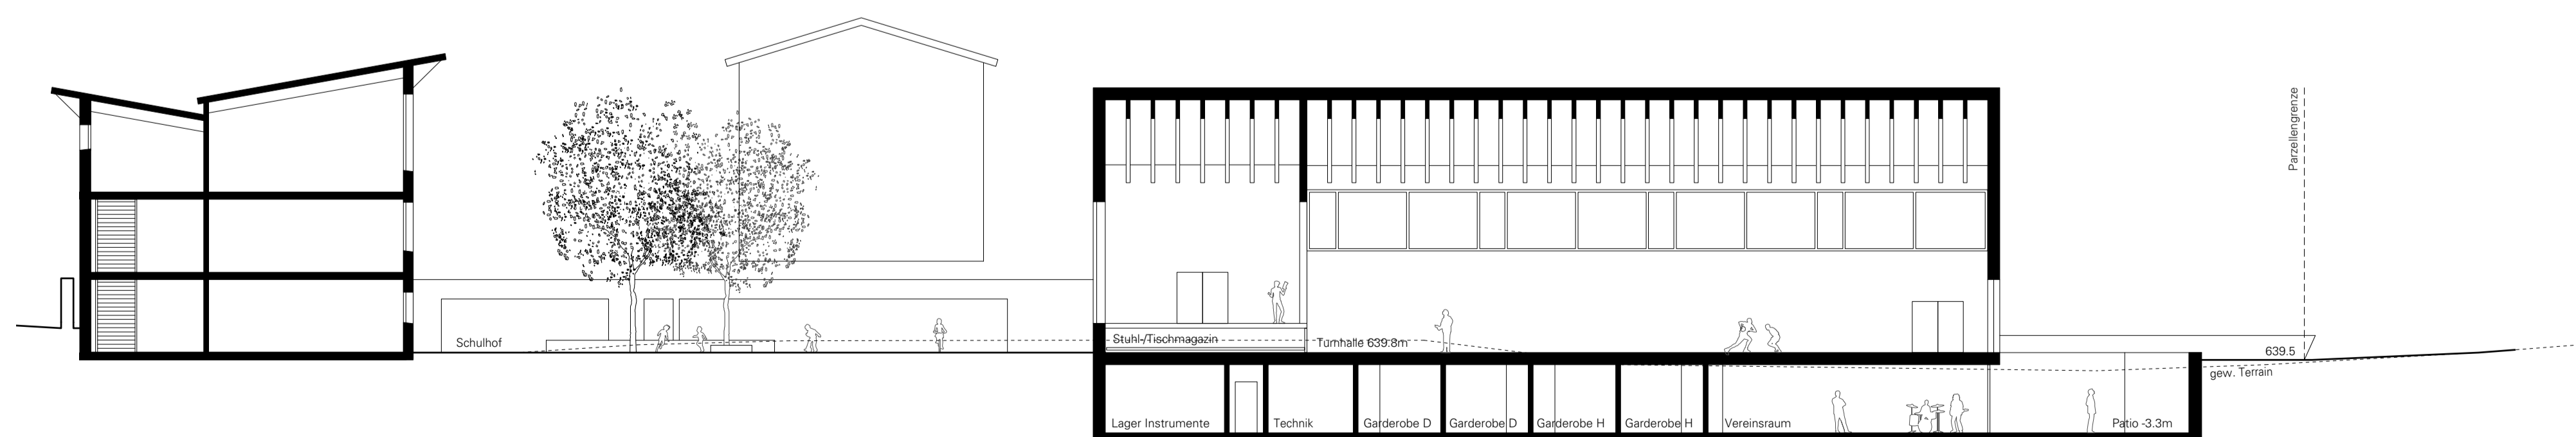 Parzellengrenze
Schulhof
Stuhl-/Tischmagazin
Turnhalle 639.8m
639.5
gew. Terrain
Lager Instrumente
Technik
Garderobe D
Garderobe D
Garderobe H
Garderobe H
Vereinsraum
Patio -3.3m